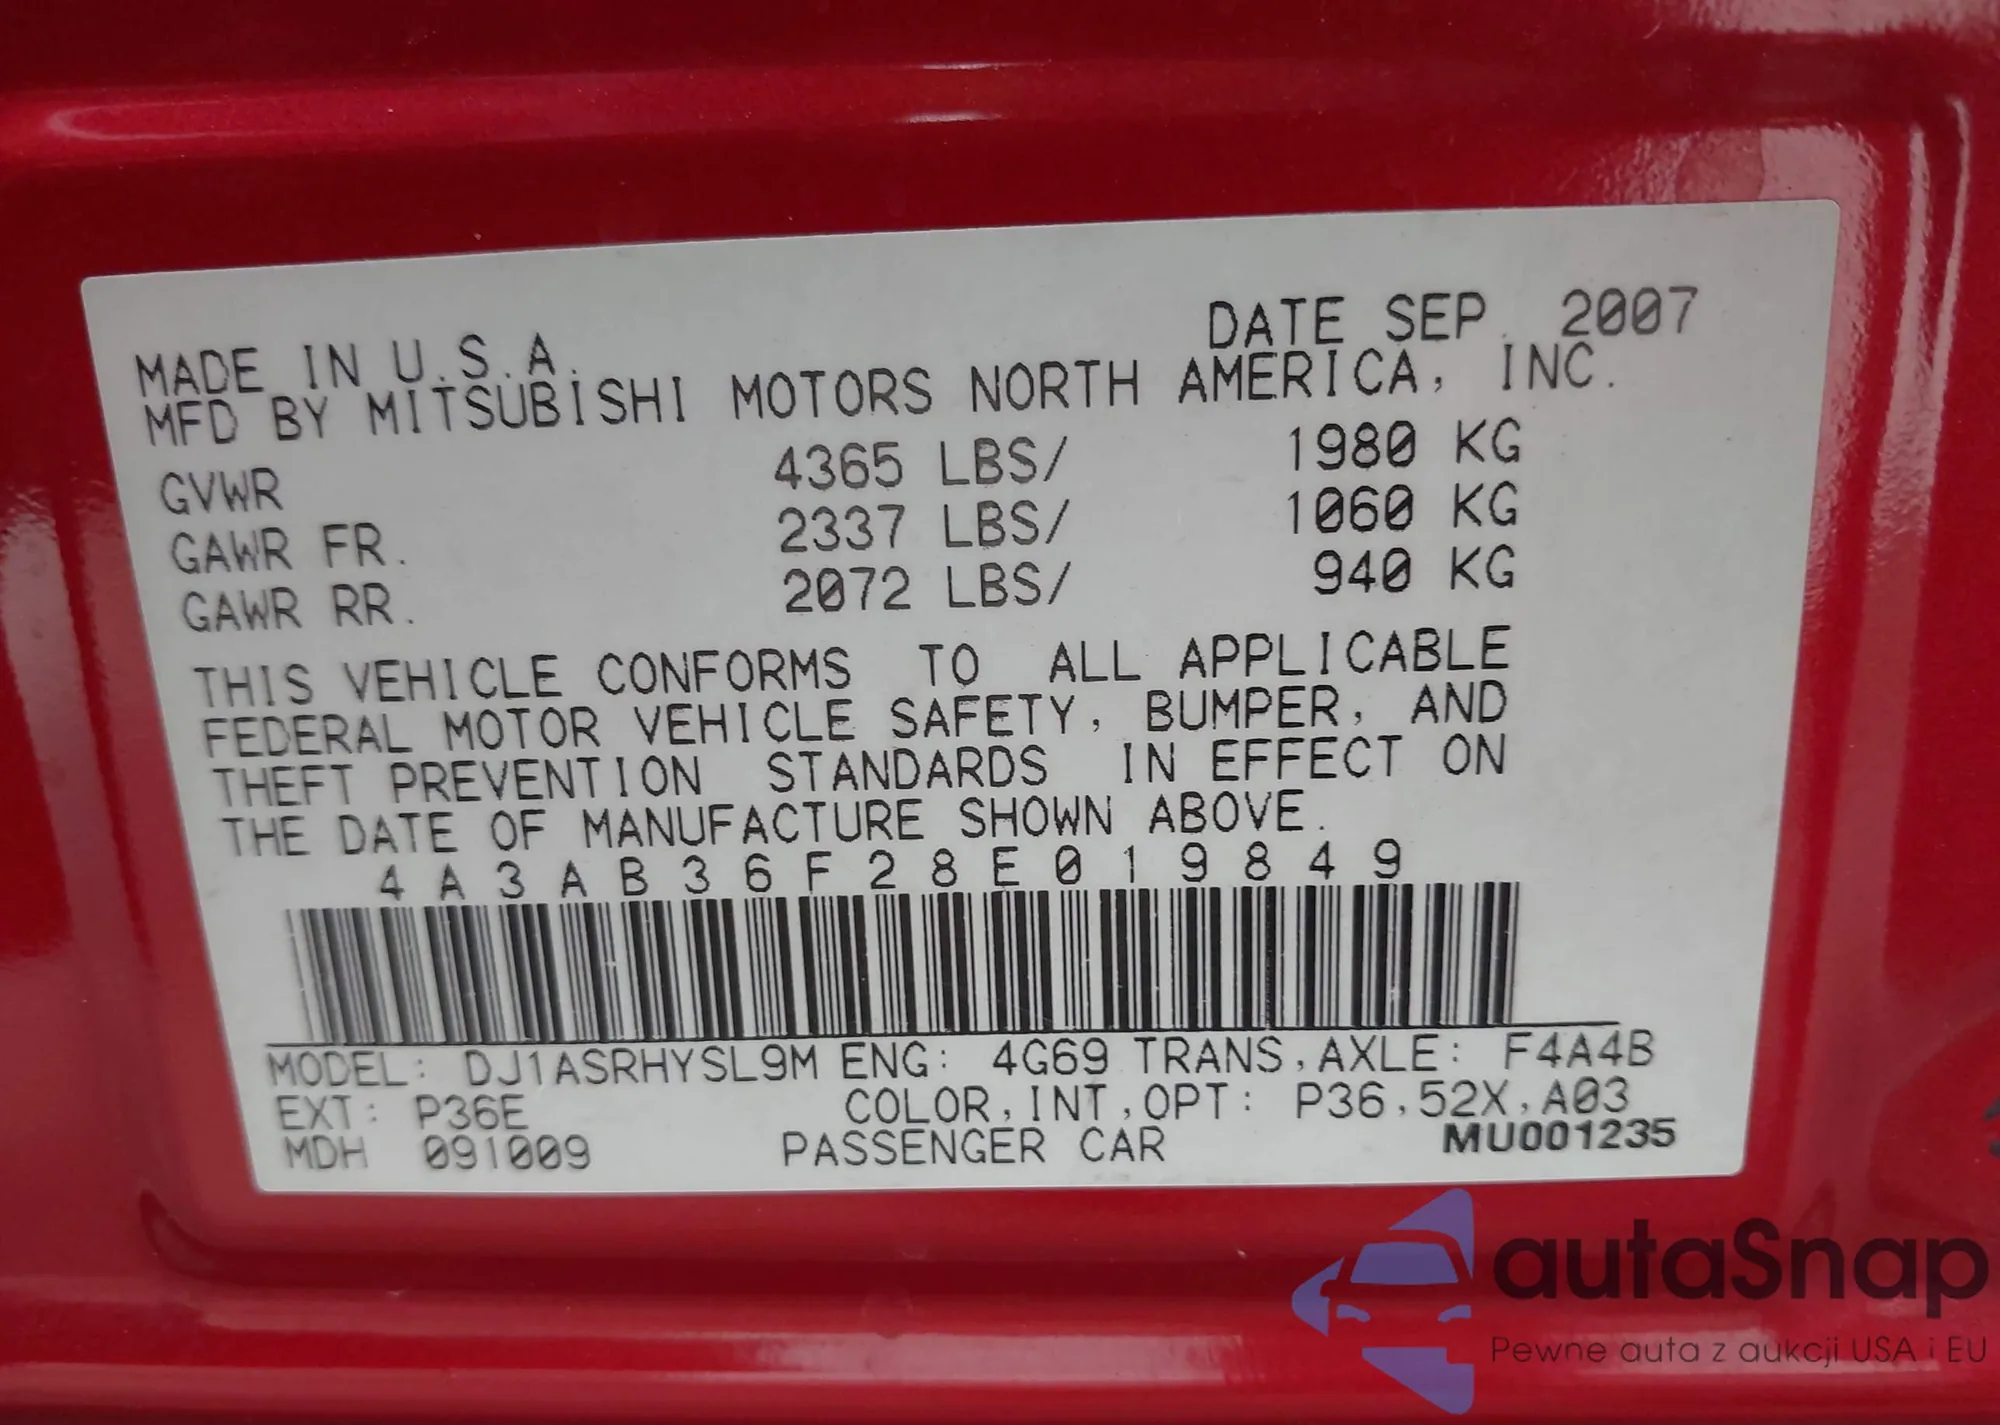 DATE SEP. 2007
MADE IN U.S.A.
MFD BY MITSUBISHI MOTORS NORTH AMERICA, INC.
GVWR 4365 LBS/ 1980 KG
GAWR FR. 2337 LBS/ 1060 KG
GAWR RR. 2072 LBS/ 940 KG
THIS VEHICLE CONFORMS TO ALL APPLICABLE
FEDERAL MOTOR VEHICLE SAFETY, BUMPER, AND
THEFT PREVENTION STANDARDS IN EFFECT ON
THE DATE OF MANUFACTURE SHOWN ABOVE.
4A3AB36F28E019849
MODEL: DJ1ASRHYSL9M ENG: 4G69 TRANS,AXLE: F4A4B
EXT: P36E COLOR,INT,OPT: P36,52X,A03
MDH 091009 PASSENGER CAR MU001235
autaSnap
Pewne auta z aukcji USA i EU